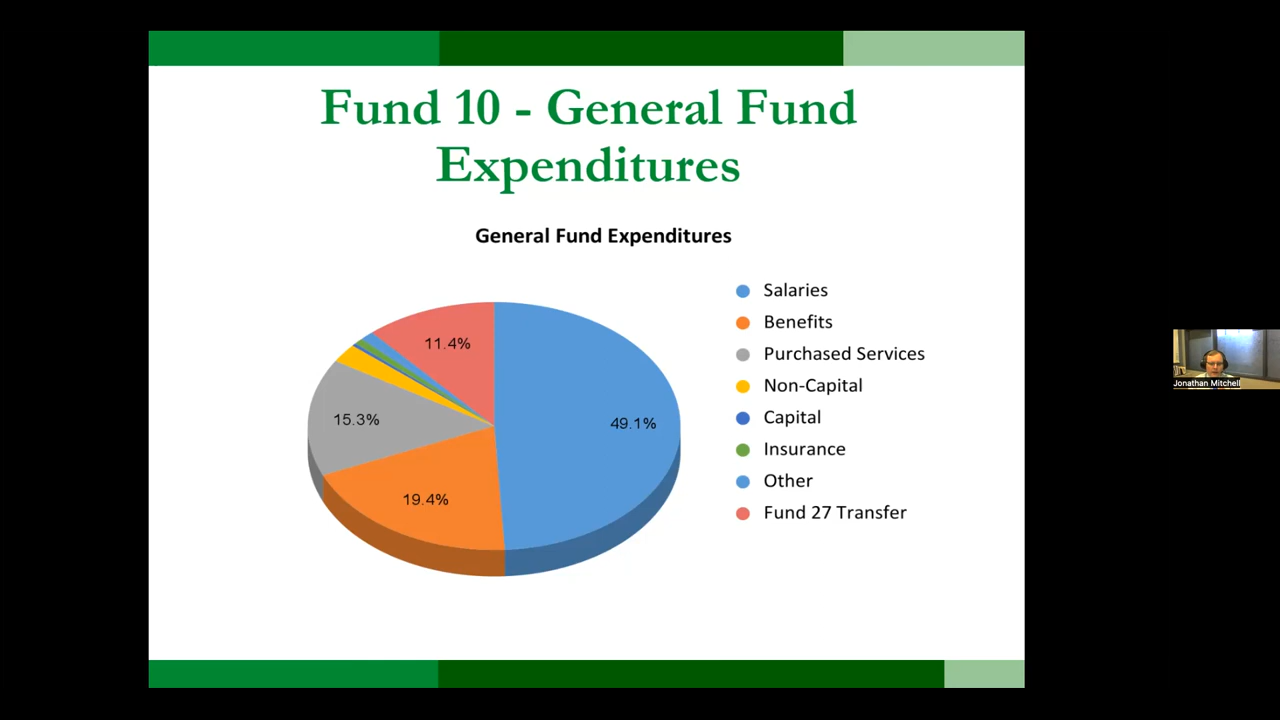 Fund 10 - General Fund
Expenditures
General Fund Expenditures
Salaries
Benefits
Purchased Services
Non-Capital
Capital
Insurance
Other
Fund 27 Transfer
11.4%
15.3%
49.1%
19.4%
Jonathan Mitchell